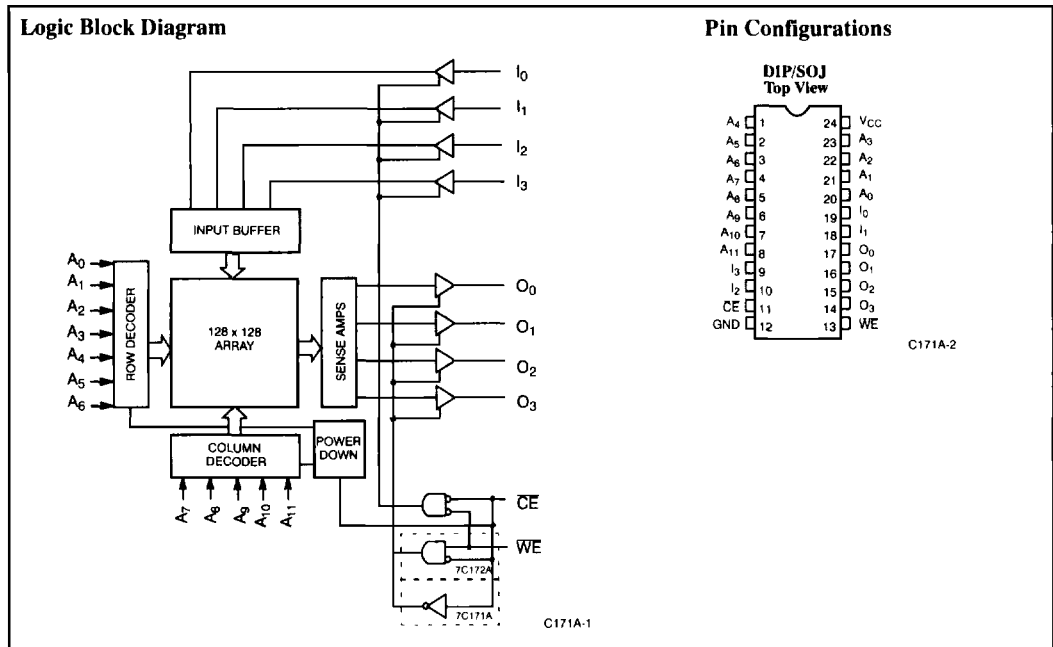 Logic Block Diagram
I0
I1
I2
I3
INPUT BUFFER
A0
A1
A2
A3
A4
A5
A6
ROW DECODER
128 x 128
ARRAY
SENSE AMPS
O0
O1
O2
O3
COLUMN
DECODER
POWER
DOWN
A7
A8
A9
A10
A11
CE
WE
7C172A
7C171A
C171A-1
Pin Configurations
DIP/SOJ
Top View
A4 1 24 VCC
A5 2 23 A3
A6 3 22 A2
A7 4 21 A1
A8 5 20 A0
A9 6 19 I0
A10 7 18 I1
A11 8 17 O0
I3 9 16 O1
I2 10 15 O2
CE 11 14 O3
GND 12 13 WE
C171A-2